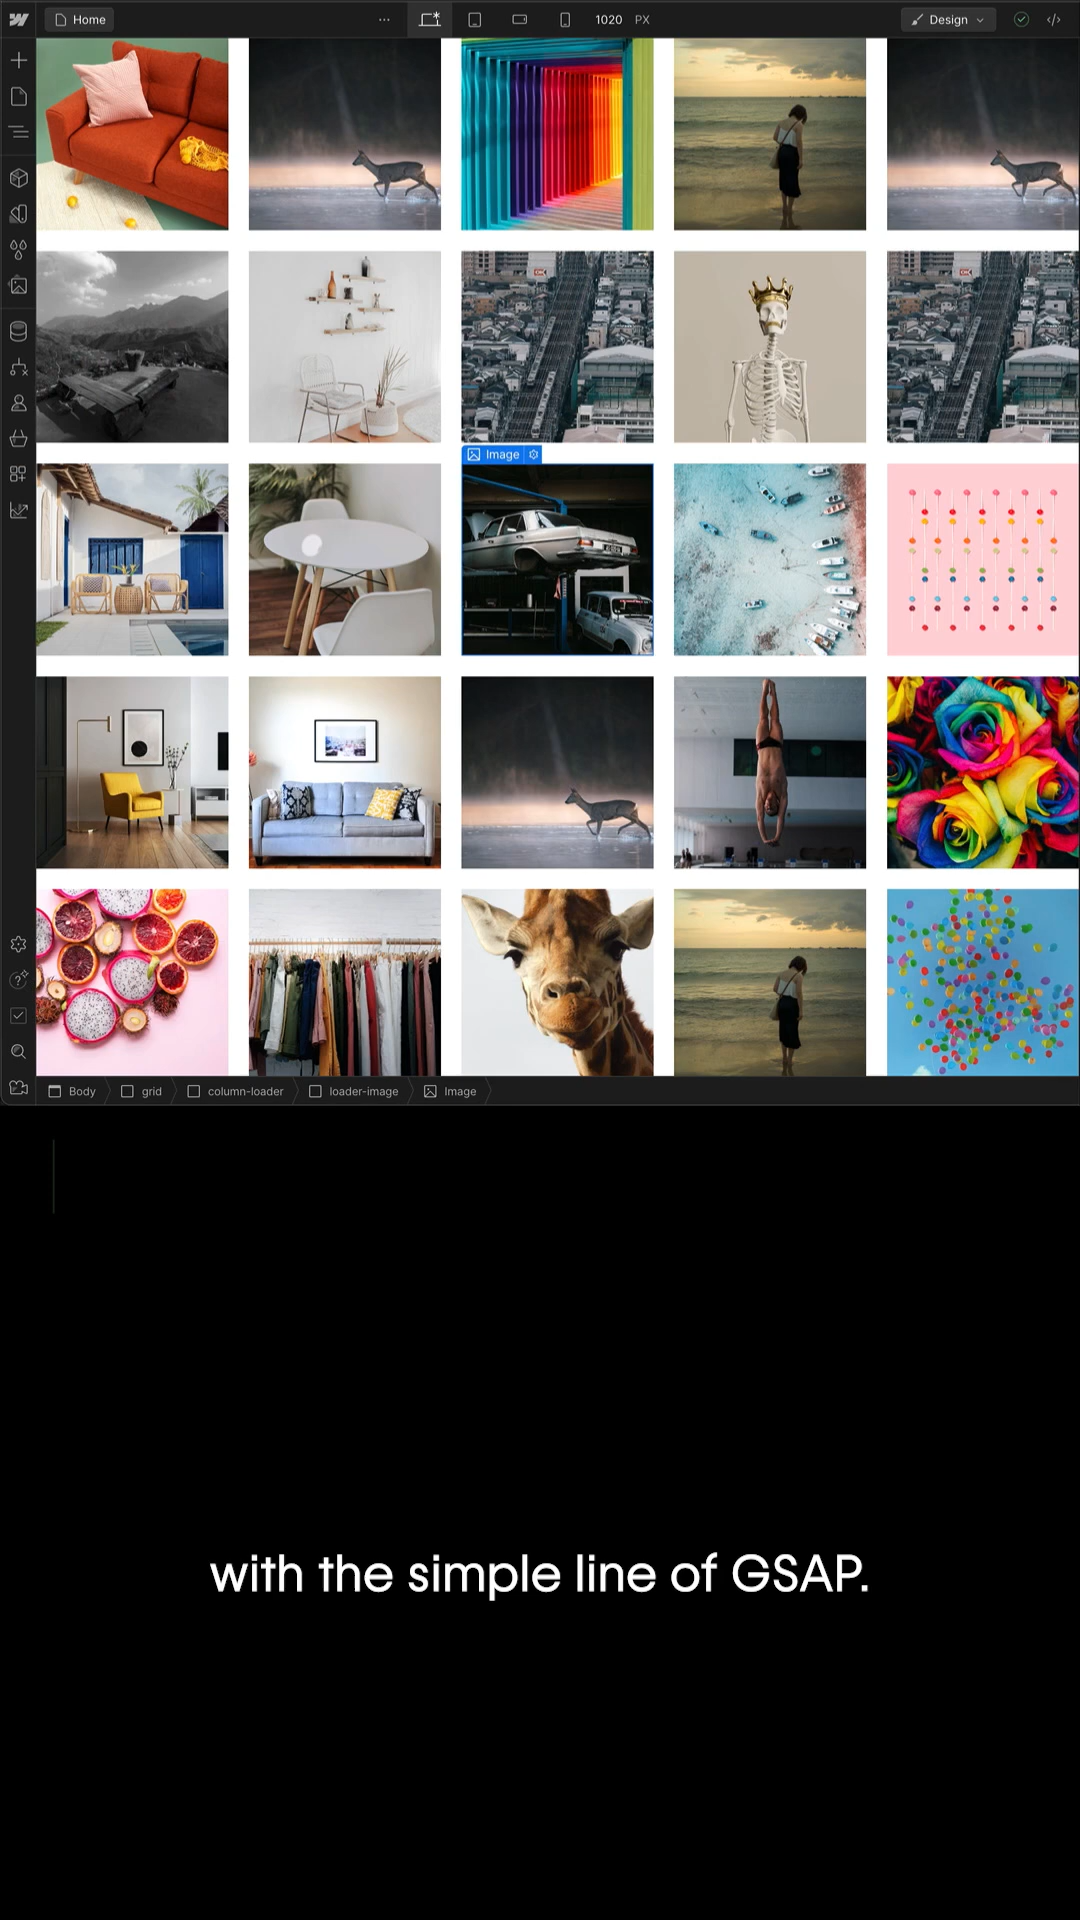 Home
1020 PX
Design
Image
Body
grid
column-loader
loader-image
Image
with the simple line of GSAP.